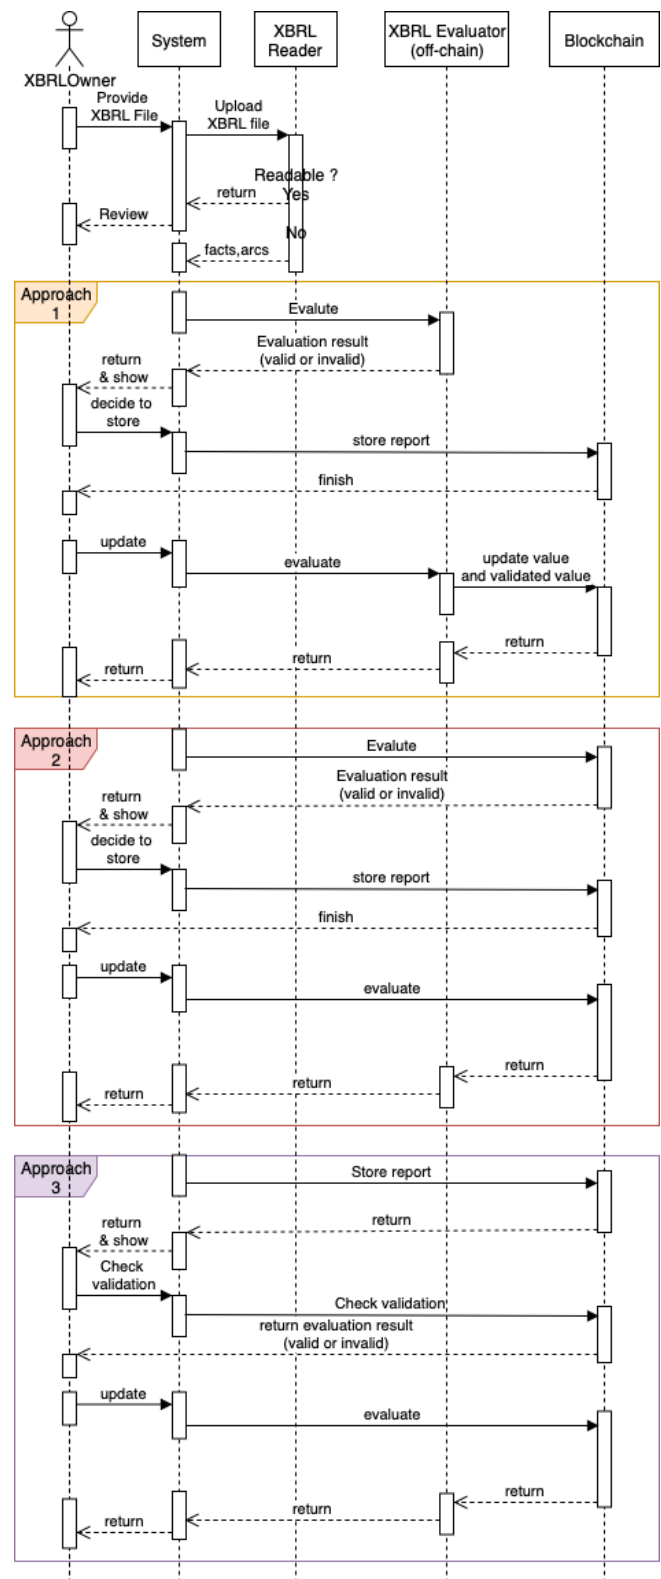 XBRLOwner
System
XBRL
Reader
XBRL Evaluator
(off-chain)
Blockchain
Provide
XBRL File
Upload
XBRL file
Readable ?
Yes
return
Review
No
facts,arcs
Approach
1
Evalute
Evaluation result
(valid or invalid)
return
& show
decide to
store
store report
finish
update
evaluate
update value
and validated value
return
return
return
Approach
2
Evalute
Evaluation result
(valid or invalid)
return
& show
decide to
store
store report
finish
update
evaluate
return
return
return
Approach
3
Store report
return
return
& show
Check
validation
Check validation
return evaluation result
(valid or invalid)
update
evaluate
return
return
return